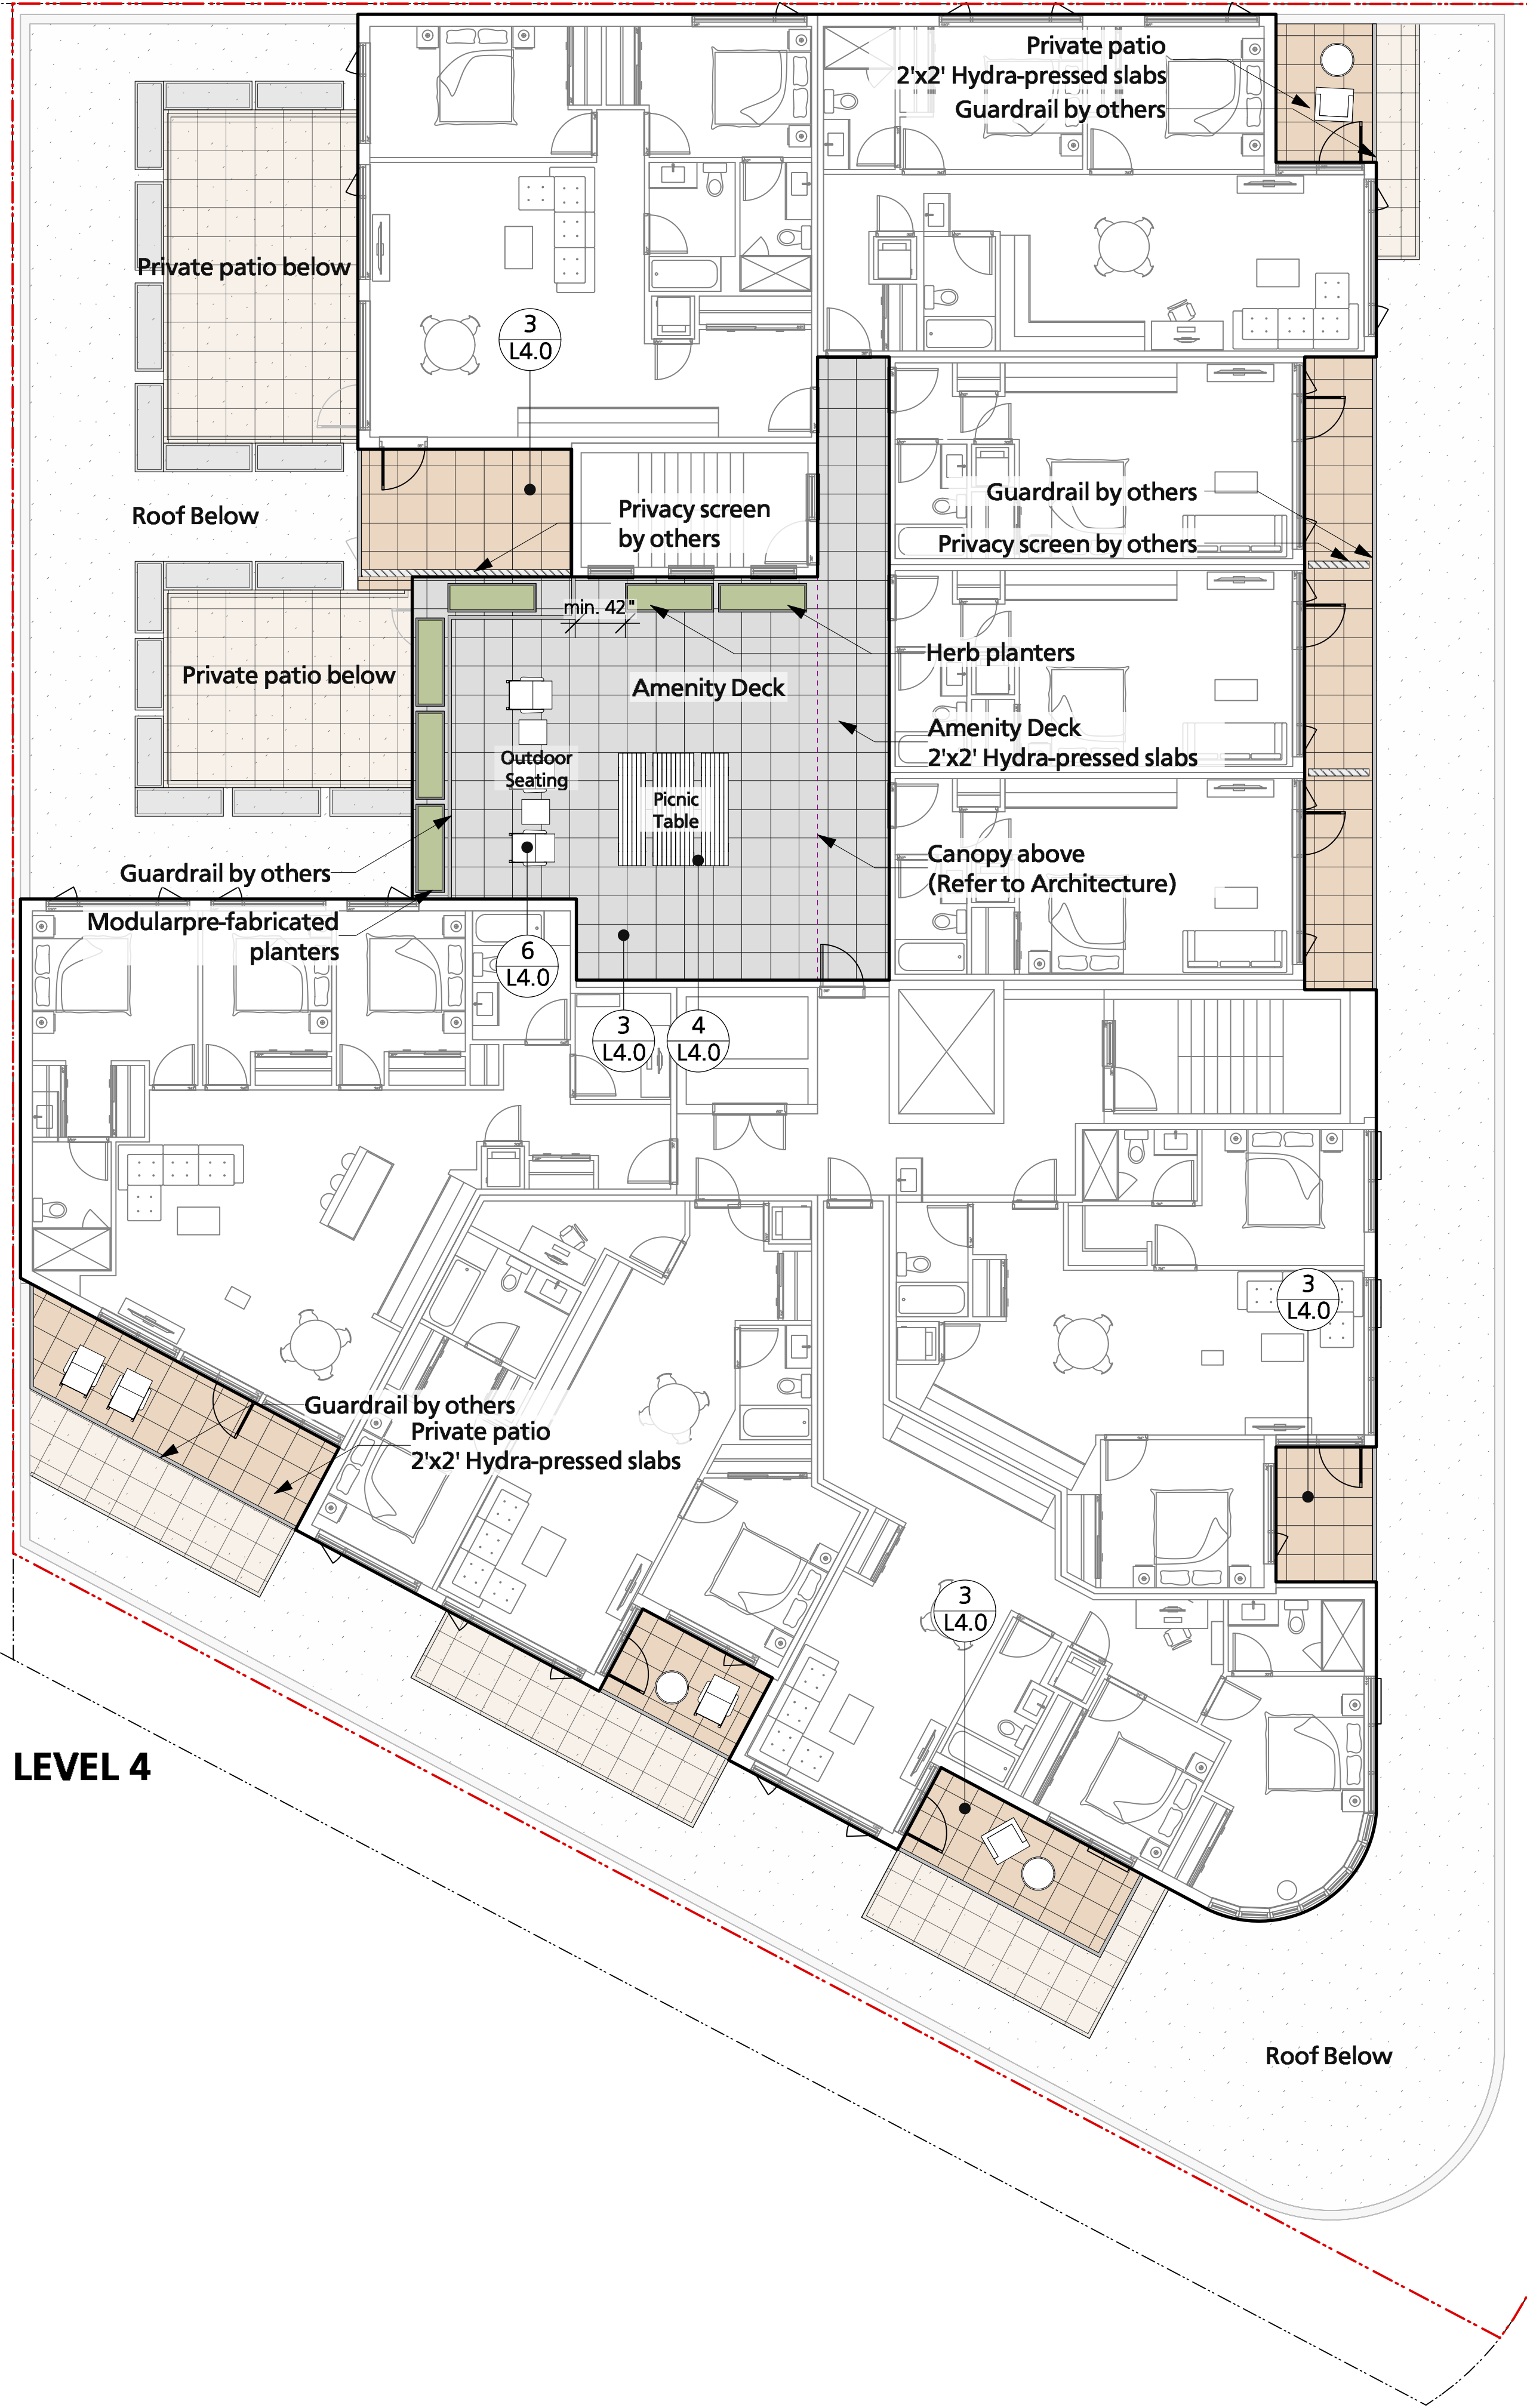 Private patio
2'x2' Hydra-pressed slabs
Guardrail by others
Private patio below
3
L4.0
Roof Below
Privacy screen
by others
Guardrail by others
Privacy screen by others
min. 42"
Herb planters
Private patio below
Amenity Deck
Amenity Deck
2'x2' Hydra-pressed slabs
Outdoor
Seating
Picnic
Table
Canopy above
(Refer to Architecture)
Guardrail by others
Modularpre-fabricated
planters
6
L4.0
3
L4.0
4
L4.0
3
L4.0
Guardrail by others
Private patio
2'x2' Hydra-pressed slabs
3
L4.0
LEVEL 4
Roof Below